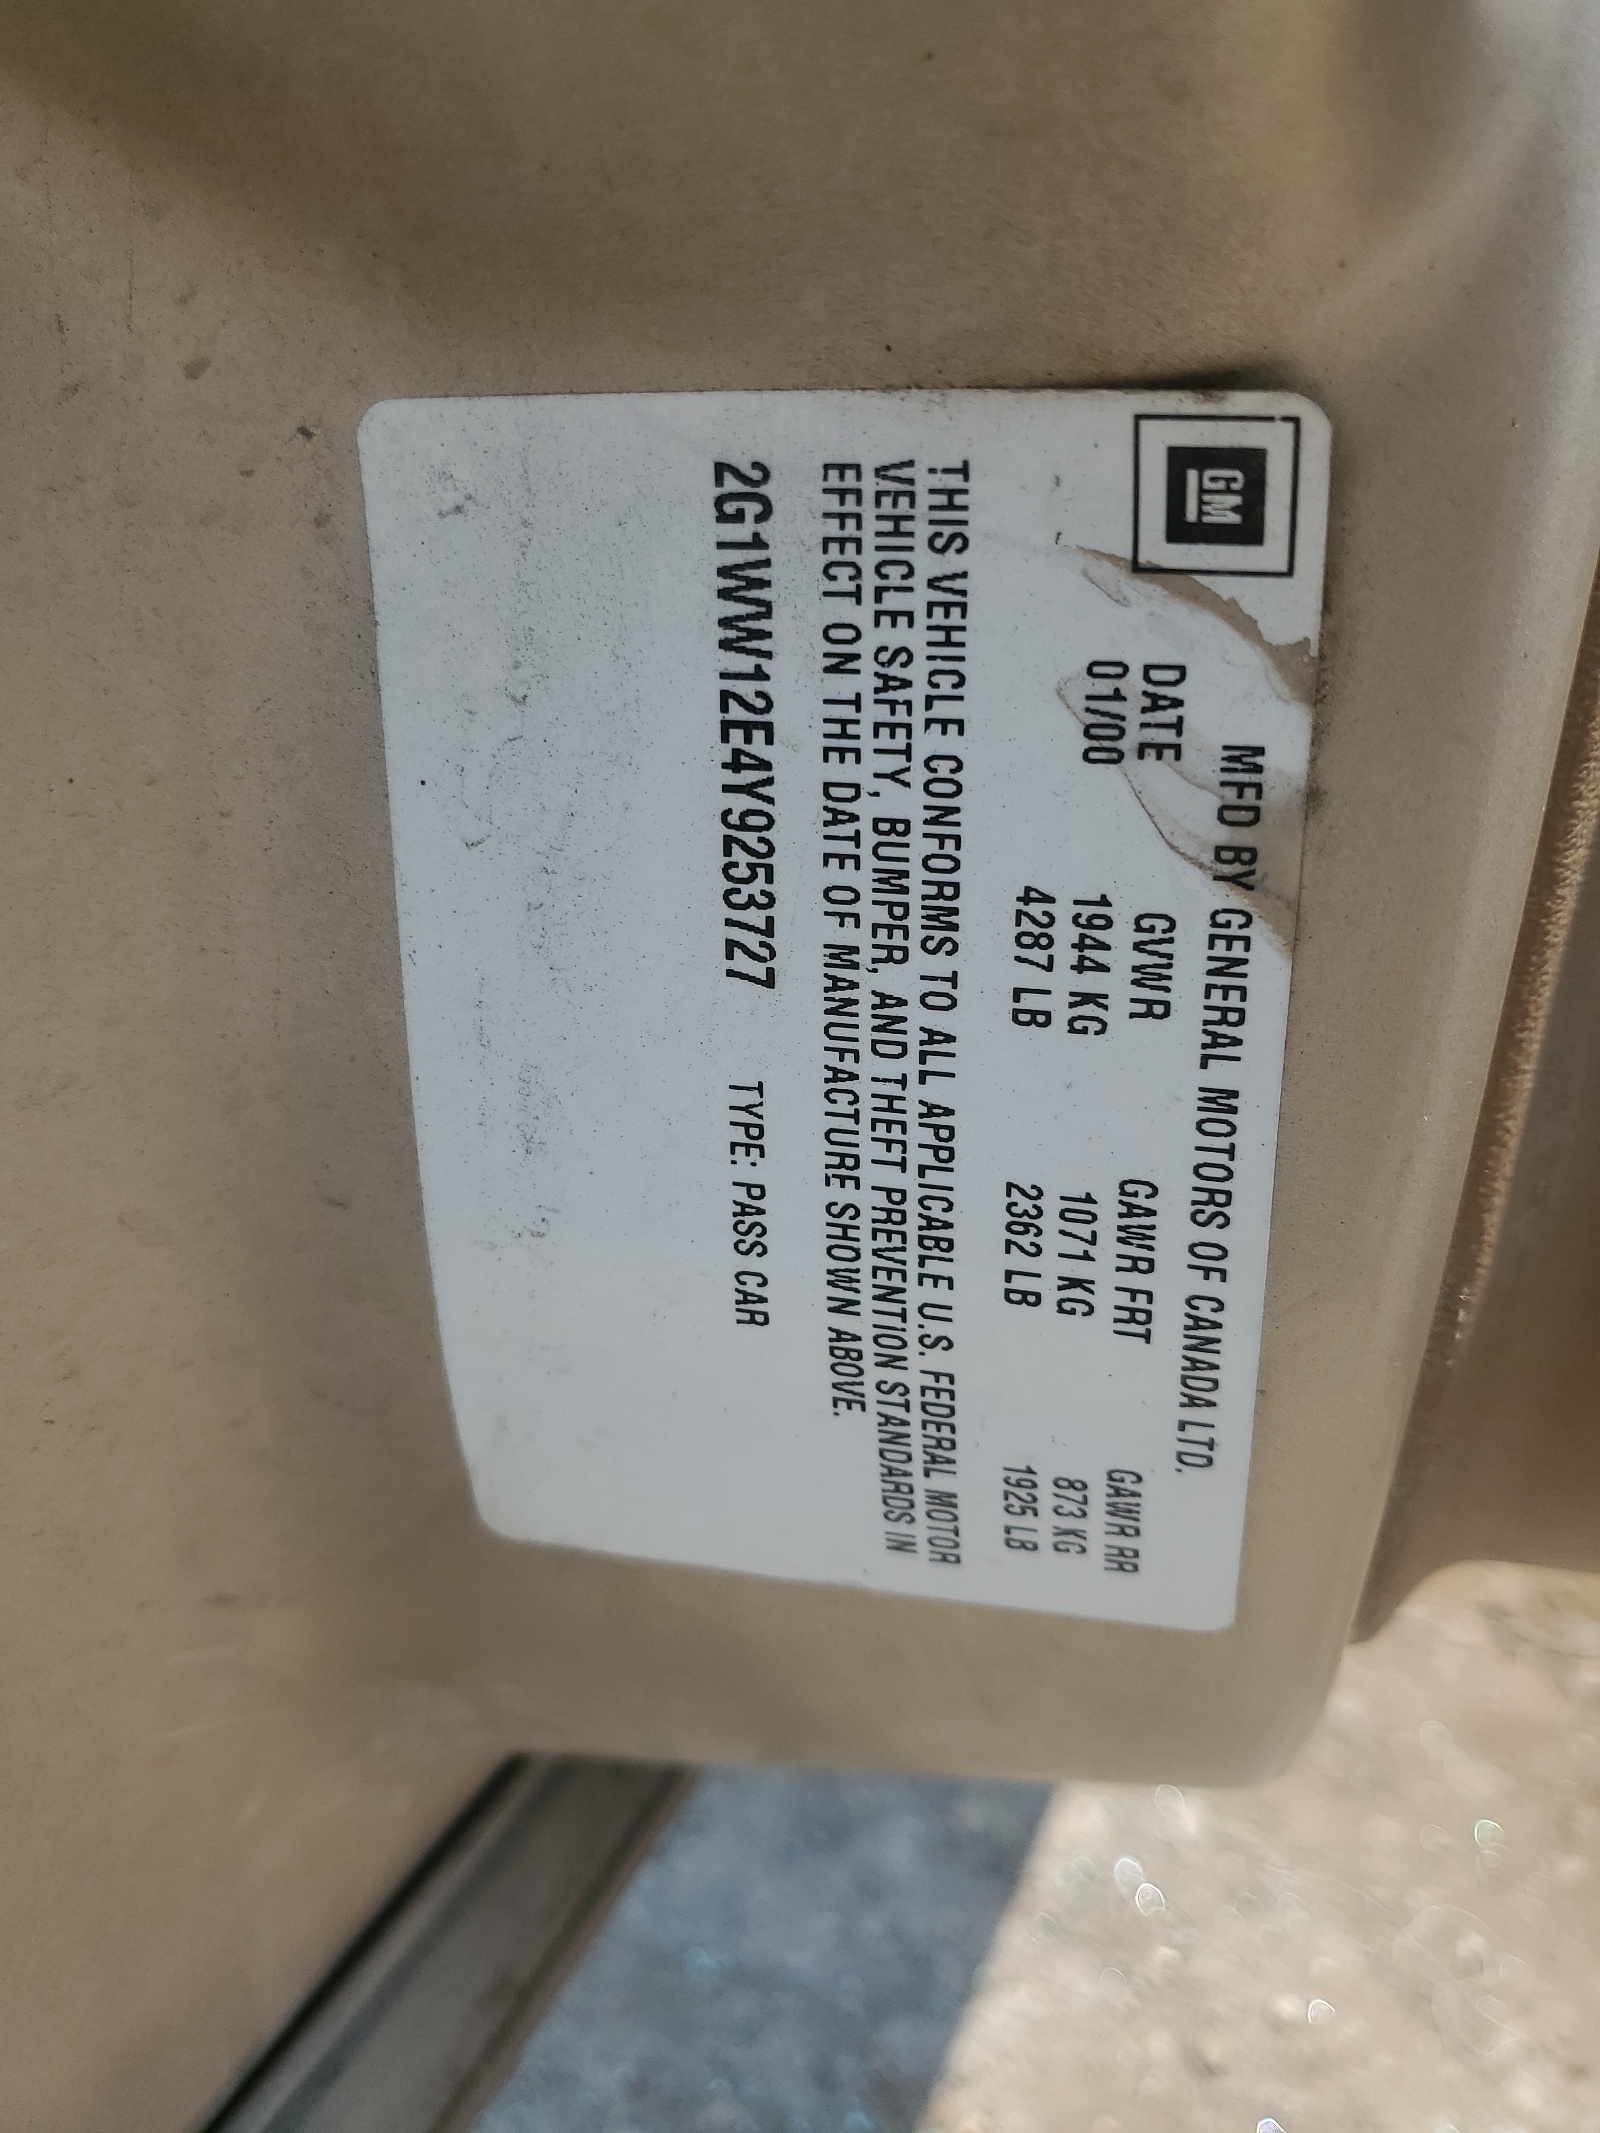 GM
MFD BY GENERAL MOTORS OF CANADA LTD.
DATE GVWR GAWR FRT GAWR RR
01/00 1944 KG 1071 KG 873 KG
4287 LB 2362 LB 1925 LB
THIS VEHICLE CONFORMS TO ALL APPLICABLE U.S. FEDERAL MOTOR
VEHICLE SAFETY, BUMPER, AND THEFT PREVENTION STANDARDS IN
EFFECT ON THE DATE OF MANUFACTURE SHOWN ABOVE.
2G1WW12E4Y9253727 TYPE: PASS CAR